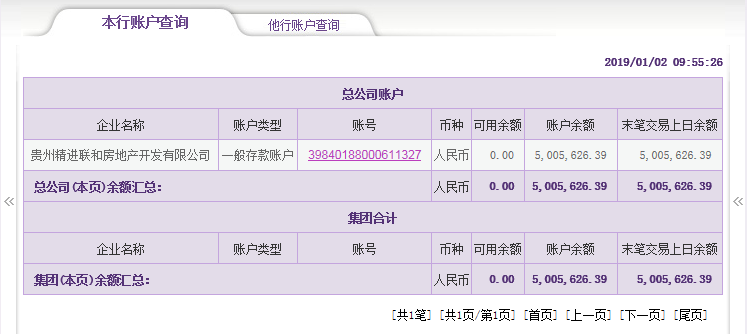 本行账户查询 他行账户查询
2019/01/02 09:55:26
总公司账户
企业名称 账户类型 账号 币种 可用余额 账户余额 末笔交易上日余额
贵州精进联和房地产开发有限公司 一般存款账户 39840188000611327 人民币 0.00 5,005,626.39 5,005,626.39
总公司(本页)余额汇总: 人民币 0.00 5,005,626.39 5,005,626.39
集团合计
企业名称 账户类型 账号 币种 可用余额 账户余额 末笔交易上日余额
集团(本页)余额汇总: 人民币 0.00 5,005,626.39 5,005,626.39
[共1笔] [共1页/第1页] [首页] [上一页] [下一页] [尾页]